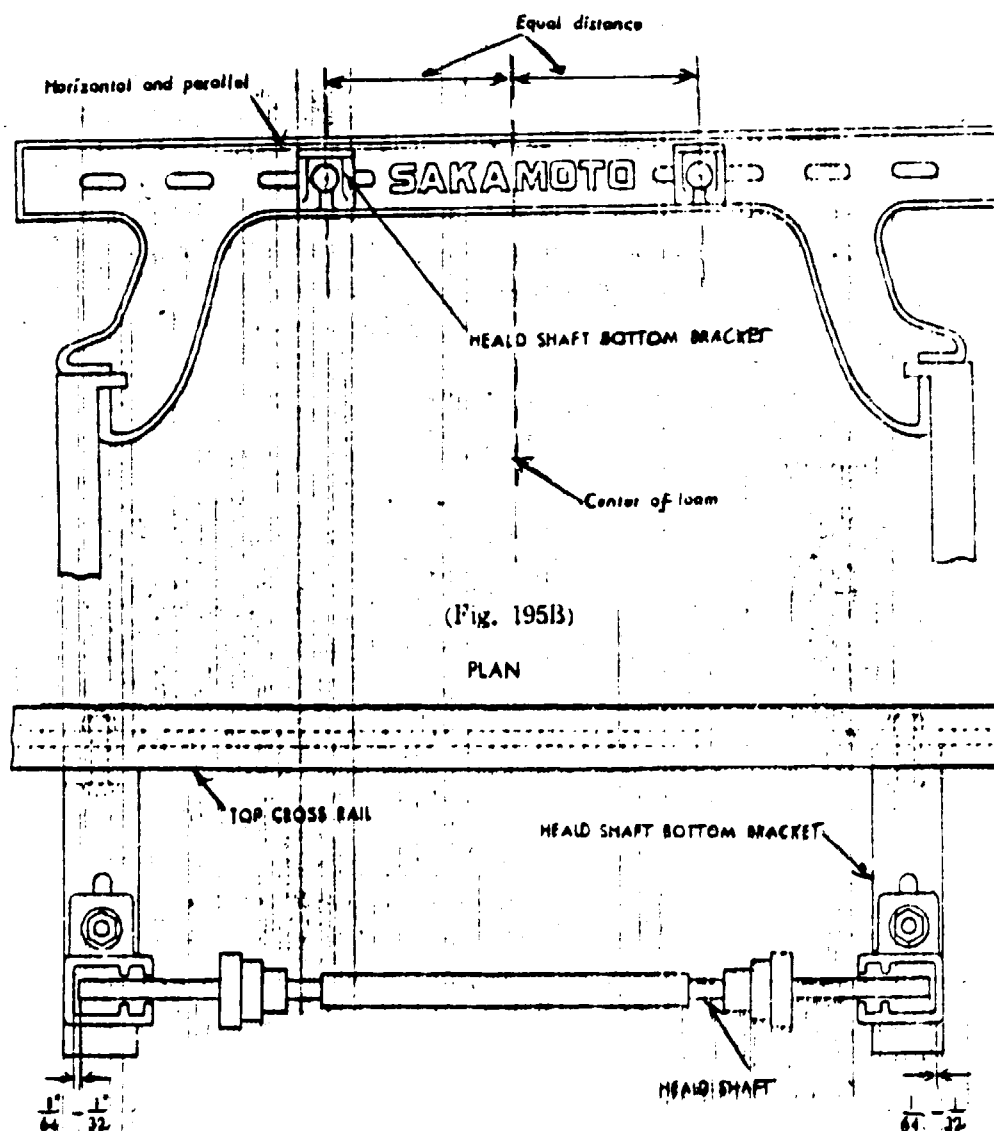 Equal distance
Horizontal and parallel
SAKAMOTO
HEALD SHAFT BOTTOM BRACKET
Center of loam
(Fig. 195B)
PLAN
TOP CROSS RAIL
HEALD SHAFT BOTTOM BRACKET
HEALD SHAFT
1/64" - 1/32"
1/64 - 1/32